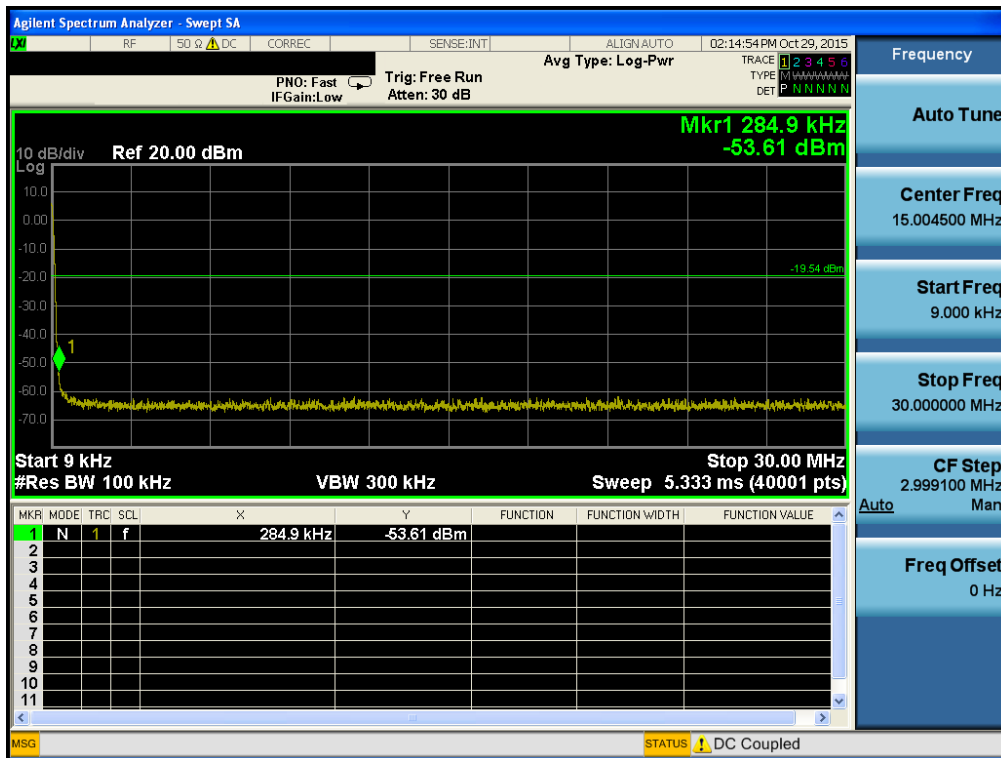 Agilent Spectrum Analyzer - Swept SA
LXI RF 50 Ω DC CORREC SENSE:INT ALIGN AUTO 02:14:54 PM Oct 29, 2015
Frequency
PNO: Fast Trig: Free Run Avg Type: Log-Pwr TRACE 1 2 3 4 5 6
IFGain:Low Atten: 30 dB TYPE M
DET P N N N N N
Auto Tune
Mkr1 284.9 kHz
10 dB/div Ref 20.00 dBm -53.61 dBm
Log
10.0
0.00
-10.0
-20.0
-30.0
-40.0
-50.0
-60.0
-70.0
-19.54 dBm
1
Center Freq
15.004500 MHz
Start Freq
9.000 kHz
Stop Freq
30.000000 MHz
Start 9 kHz Stop 30.00 MHz
#Res BW 100 kHz VBW 300 kHz Sweep 5.333 ms (40001 pts)
CF Step
2.999100 MHz
Auto Man
MKR MODE TRC SCL X Y FUNCTION FUNCTION WIDTH FUNCTION VALUE
1 N 1 f 284.9 kHz -53.61 dBm
2
3
4
5
6
7
8
9
10
11
Freq Offset
0 Hz
MSG STATUS DC Coupled